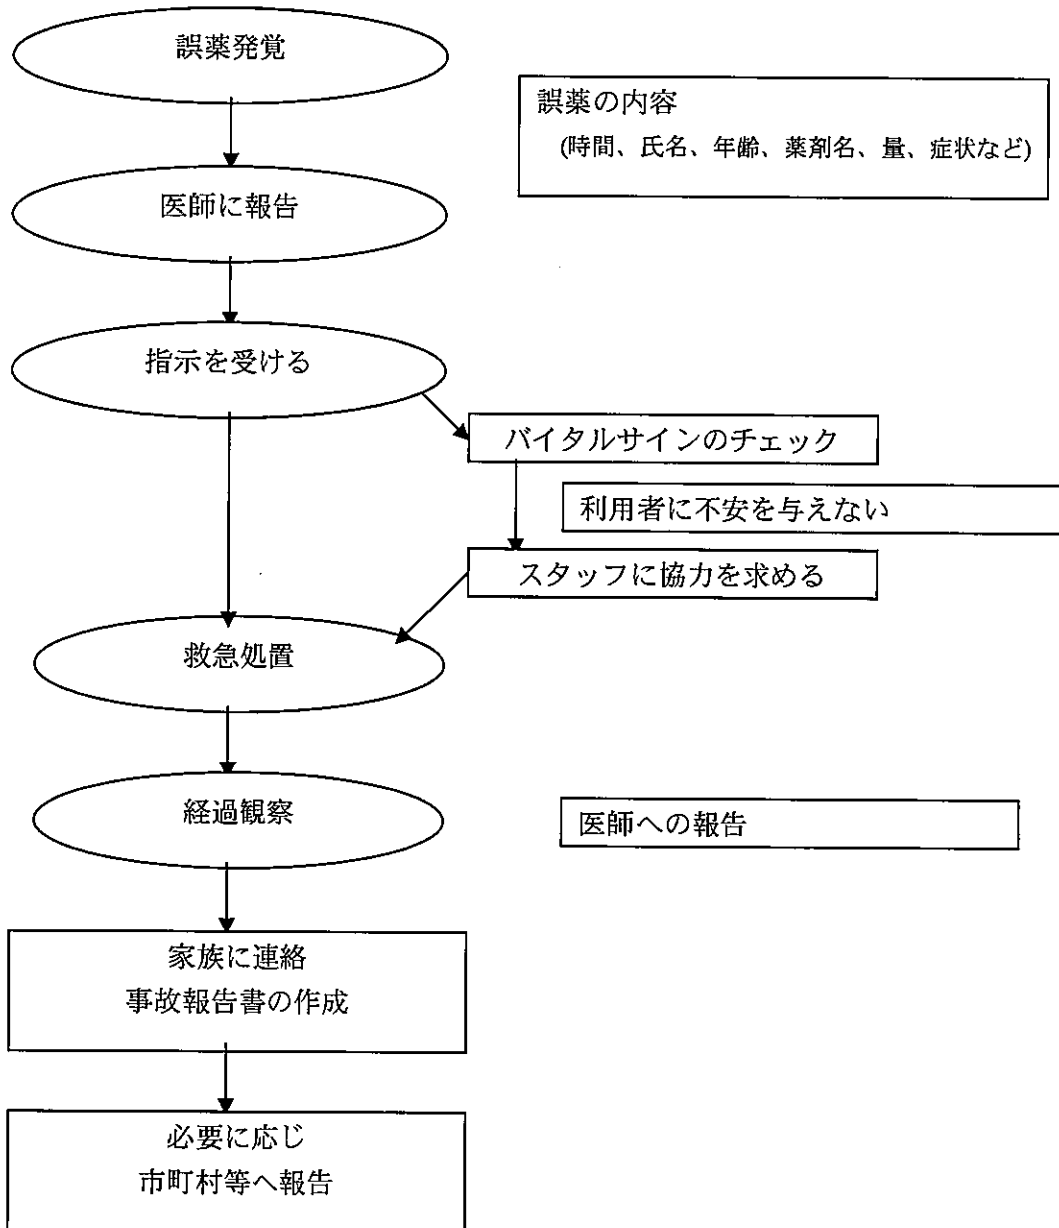 誤薬発覚
誤薬の内容
(時間、氏名、年齢、薬剤名、量、症状など)
医師に報告
指示を受ける
バイタルサインのチェック
利用者に不安を与えない
スタッフに協力を求める
救急処置
経過観察
医師への報告
家族に連絡
事故報告書の作成
必要に応じ
市町村等へ報告